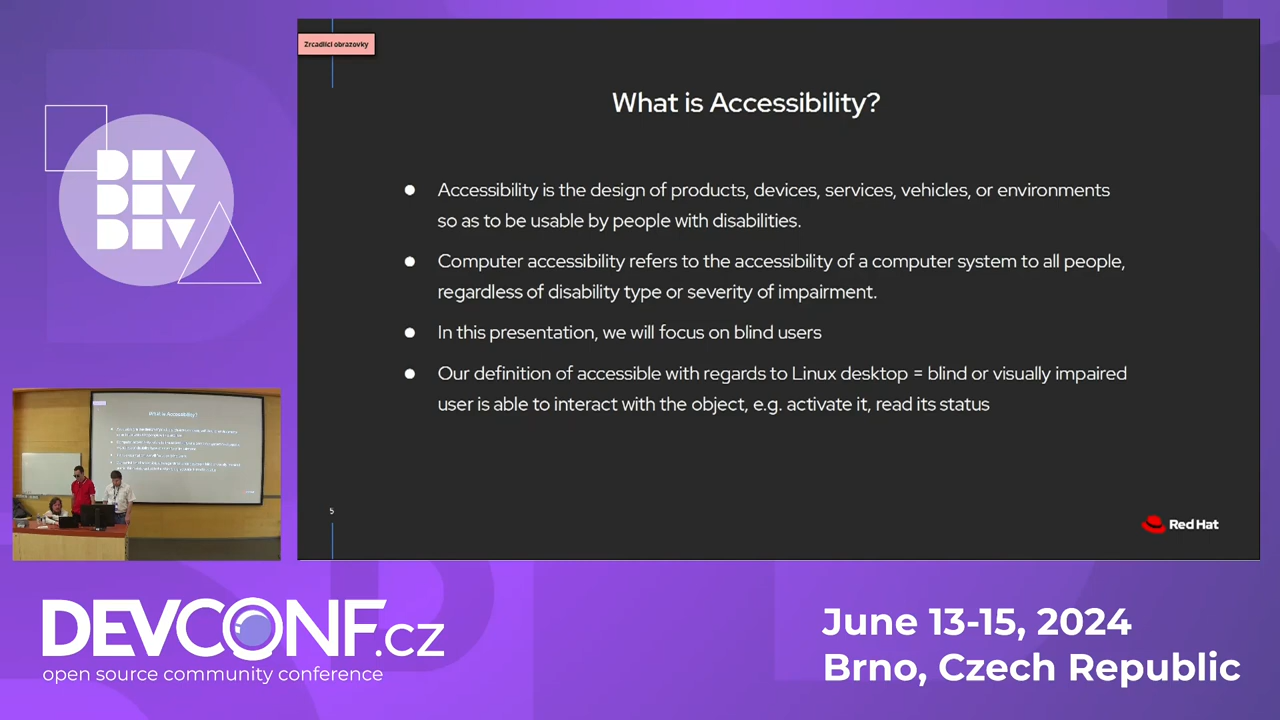 Zrcadlící obrazovky
What is Accessibility?
● Accessibility is the design of products, devices, services, vehicles, or environments
so as to be usable by people with disabilities.
● Computer accessibility refers to the accessibility of a computer system to all people,
regardless of disability type or severity of impairment.
● In this presentation, we will focus on blind users
● Our definition of accessible with regards to Linux desktop = blind or visually impaired
user is able to interact with the object, e.g. activate it, read its status
5
Red Hat
DEV
DEV
DEV
What is Accessibility?
DEVCONF.cz
open source community conference
June 13-15, 2024
Brno, Czech Republic